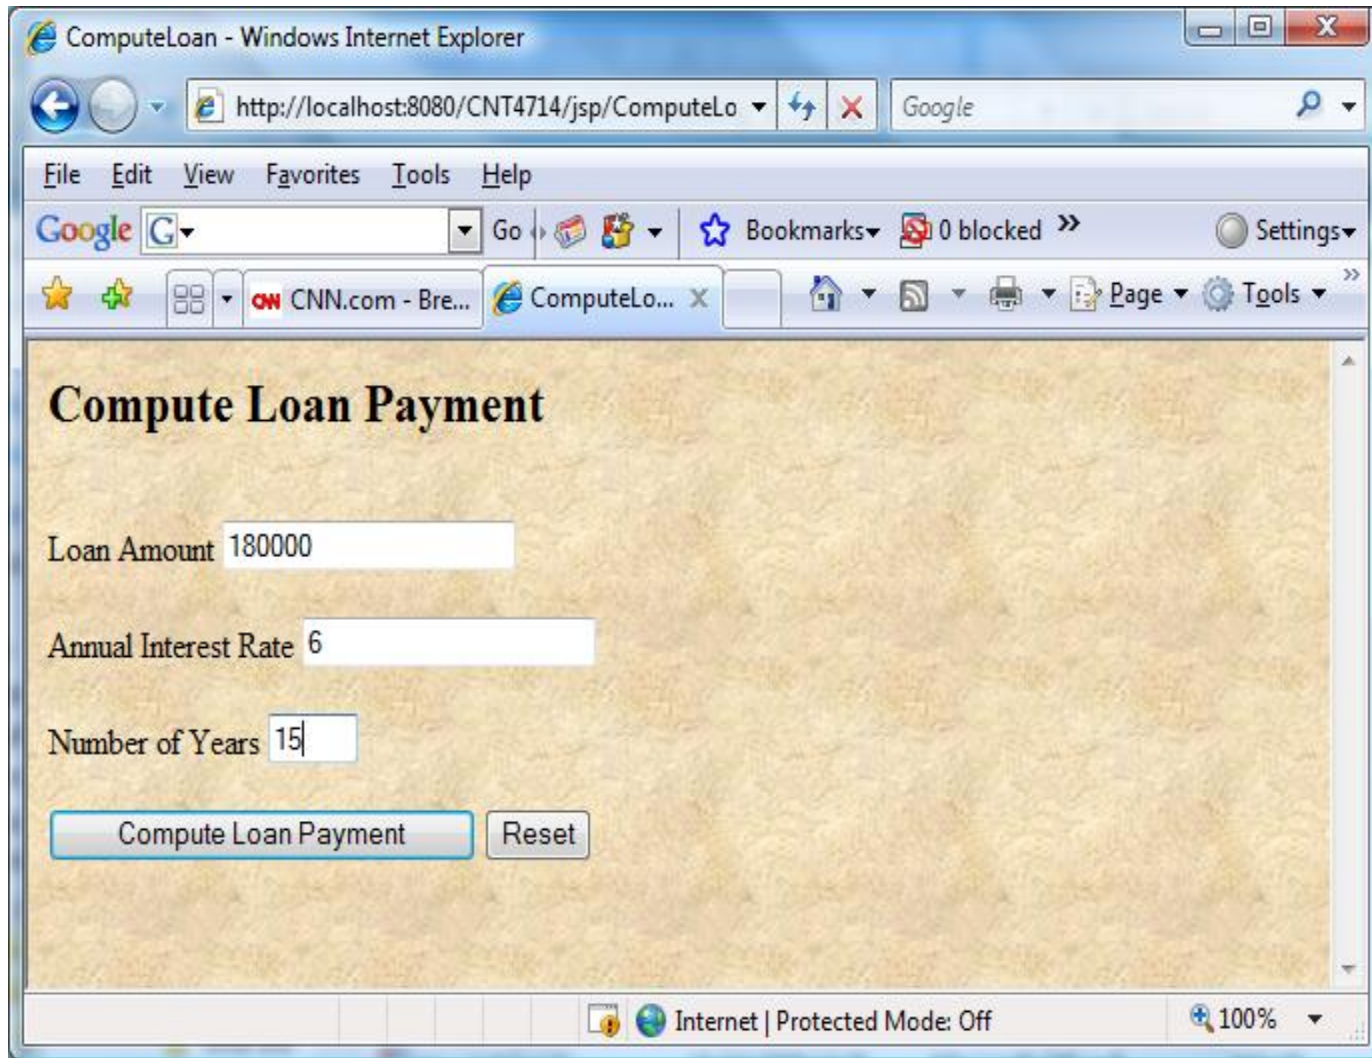 ComputeLoan - Windows Internet Explorer
http://localhost:8080/CNT4714/jsp/ComputeLo
Google
File Edit View Favorites Tools Help
Google G Go Bookmarks 0 blocked » Settings
CNN CNN.com - Bre... ComputeLo... X Page Tools »
Compute Loan Payment
Loan Amount 180000
Annual Interest Rate 6
Number of Years 15
Compute Loan Payment Reset
Internet | Protected Mode: Off 100%